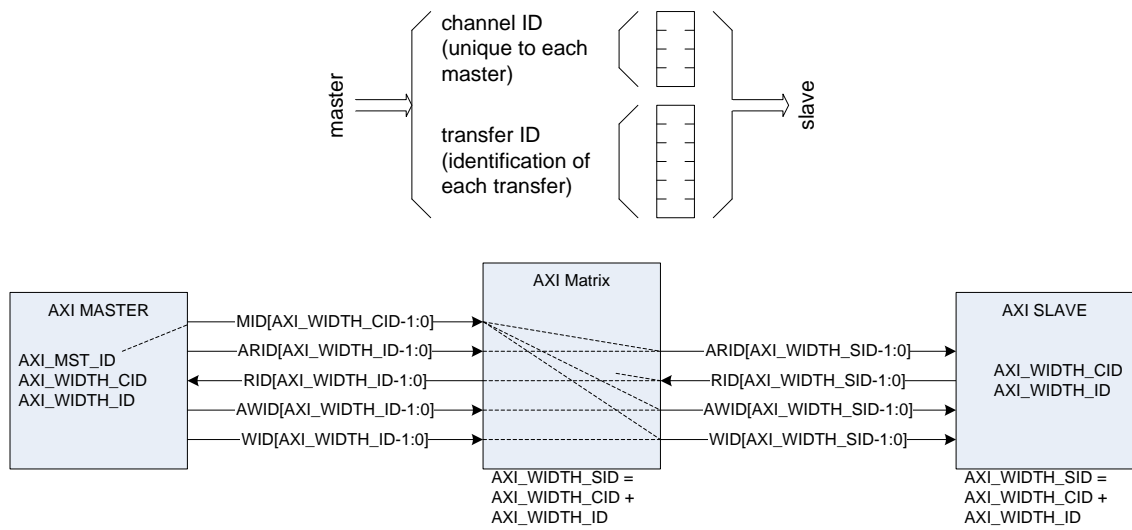 channel ID
(unique to each
master)
master
slave
transfer ID
(identification of
each transfer)
AXI MASTER
AXI_MST_ID
AXI_WIDTH_CID
AXI_WIDTH_ID
MID[AXI_WIDTH_CID-1:0]
ARID[AXI_WIDTH_ID-1:0]
RID[AXI_WIDTH_ID-1:0]
AWID[AXI_WIDTH_ID-1:0]
WID[AXI_WIDTH_ID-1:0]
AXI Matrix
AXI_WIDTH_SID =
AXI_WIDTH_CID +
AXI_WIDTH_ID
ARID[AXI_WIDTH_SID-1:0]
RID[AXI_WIDTH_SID-1:0]
AWID[AXI_WIDTH_SID-1:0]
WID[AXI_WIDTH_SID-1:0]
AXI SLAVE
AXI_WIDTH_CID
AXI_WIDTH_ID
AXI_WIDTH_SID =
AXI_WIDTH_CID +
AXI_WIDTH_ID